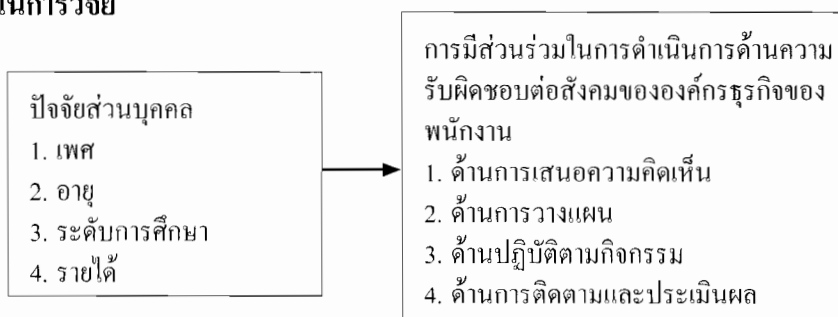 ในการวิจัย
ปัจจัยส่วนบุคคล
1. เพศ
2. อายุ
3. ระดับการศึกษา
4. รายได้
การมีส่วนร่วมในการดำเนินการด้านความ
รับผิดชอบต่อสังคมขององค์กรธุรกิจของ
พนักงาน
1. ด้านการเสนอความคิดเห็น
2. ด้านการวางแผน
3. ด้านปฏิบัติตามกิจกรรม
4. ด้านการติดตามและประเมินผล